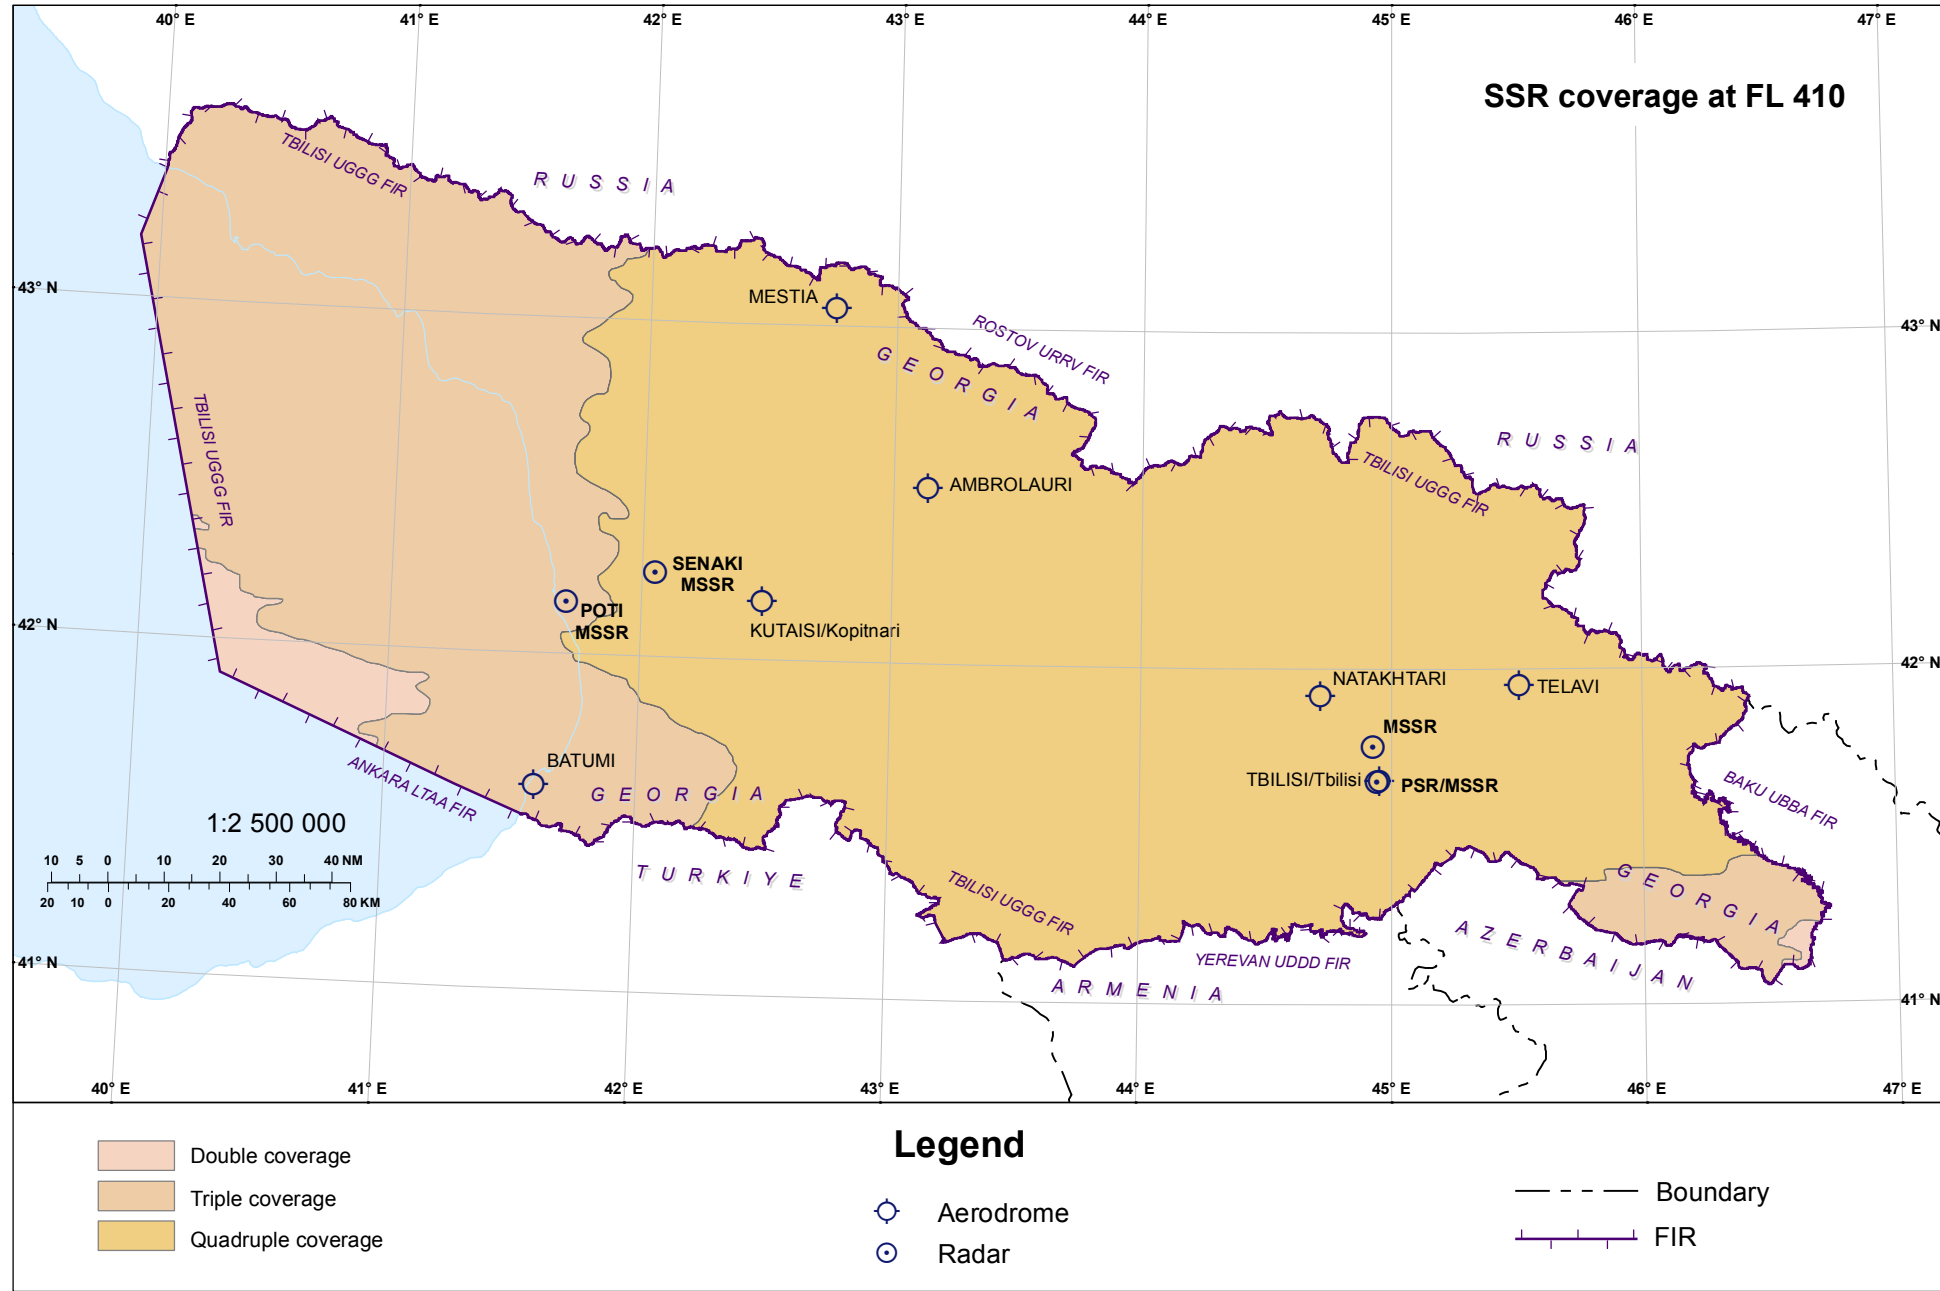 40° E 41° E 42° E 43° E 44° E 45° E 46° E 47° E
SSR coverage at FL 410
TBILISI UGGG FIR
R U S S I A
43° N
MESTIA
ROSTOV URRV FIR
43° N
G E O R G I A
TBILISI UGGG FIR
R U S S I A
TBILISI UGGG FIR
AMBROLAURI
SENAKI
MSSR
POTI
MSSR
KUTAISI/Kopitnari
42° N
42° N
NATAKHTARI
TELAVI
MSSR
BATUMI
TBILISI/Tbilisi
PSR/MSSR
ANKARA LTAA FIR
G E O R G I A
BAKU UBBA FIR
1:2 500 000
10 5 0 10 20 30 40 NM
20 10 0 20 40 60 80 KM
T U R K I Y E
TBILISI UGGG FIR
G E O R G I A
A Z E R B A I J A N
YEREVAN UDDD FIR
A R M E N I A
41° N
41° N
40° E 41° E 42° E 43° E 44° E 45° E 46° E 47° E
Legend
Double coverage
Triple coverage
Quadruple coverage
Aerodrome
Radar
Boundary
FIR